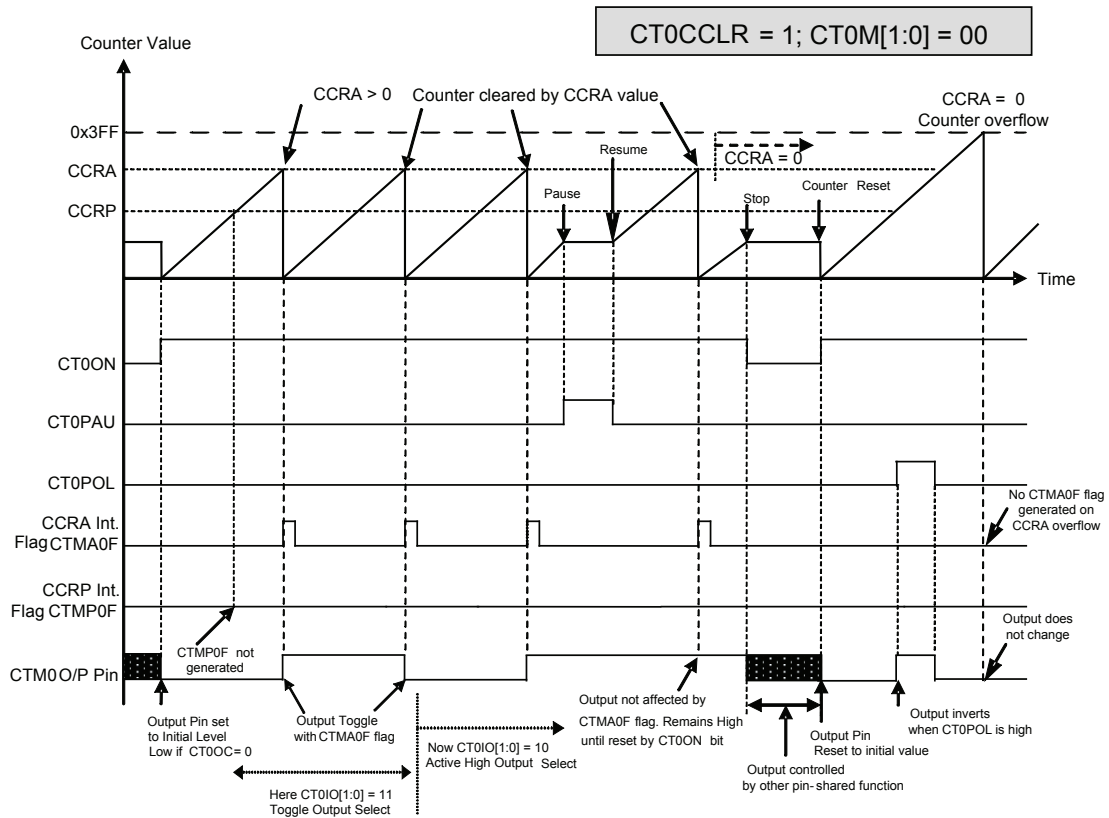 CT0CCLR = 1; CT0M[1:0] = 00
Counter Value
CCRA > 0
Counter cleared by CCRA value
CCRA = 0
Counter overflow
0x3FF
Resume
CCRA = 0
CCRA
Pause
Stop
Counter Reset
CCRP
Time
CT0ON
CT0PAU
CT0POL
No CTMA0F flag
generated on
CCRA overflow
CCRA Int.
Flag CTMA0F
CCRP Int.
Flag CTMP0F
CTMP0F not
generated
Output does
not change
CTM0 O/P Pin
Output Pin set
to Initial Level
Low if CT0OC= 0
Output Toggle
with CTMA0F flag
Now CT0IO[1:0] = 10
Active High Output Select
Output not affected by
CTMA0F flag. Remains High
until reset by CT0ON bit
Output Pin
Reset to initial value
Output inverts
when CT0POL is high
Output controlled
by other pin-shared function
Here CT0IO[1:0] = 11
Toggle Output Select